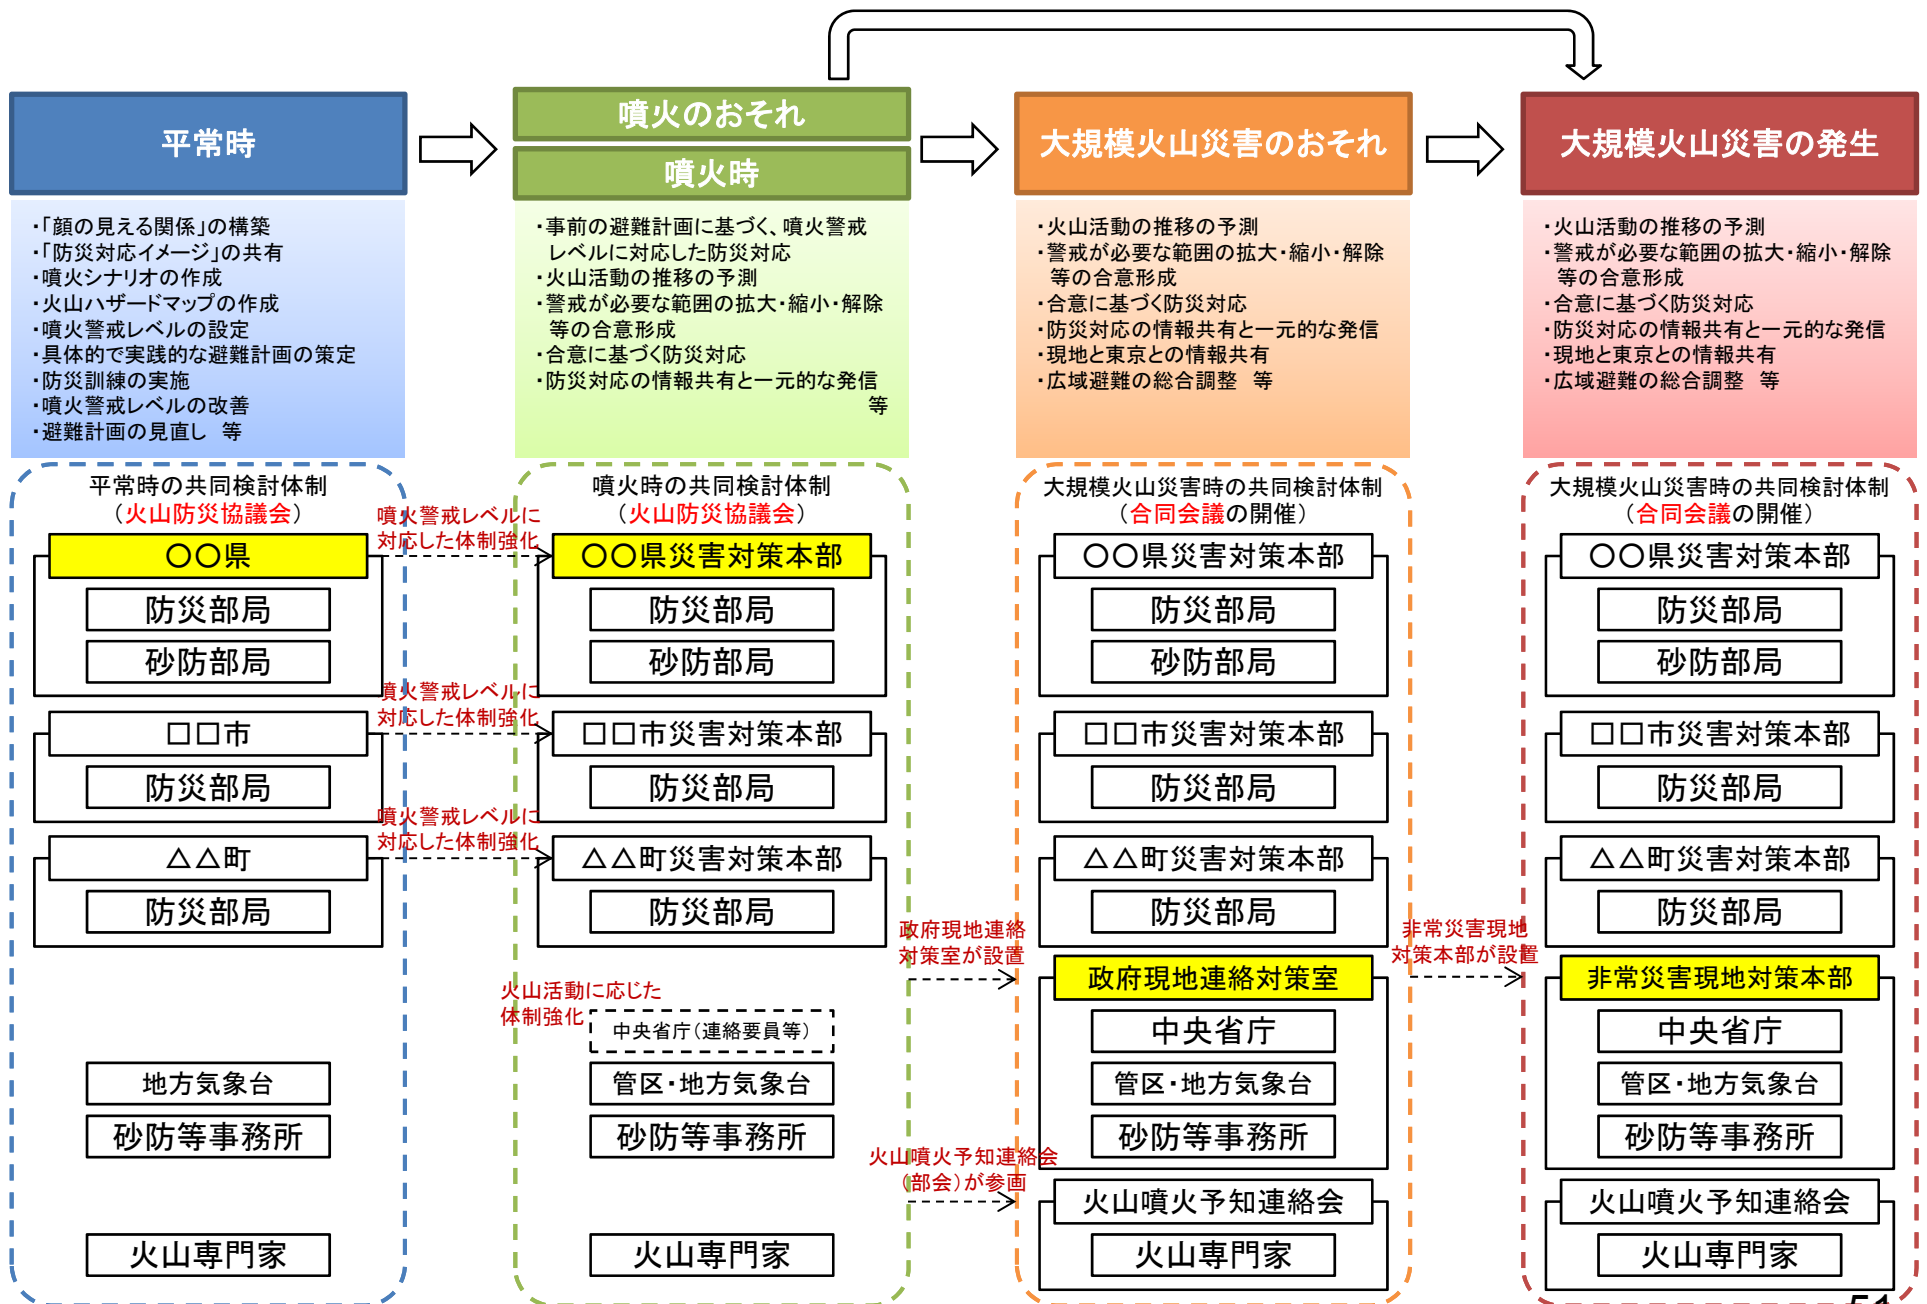 平常時
・「顔の見える関係」の構築
・「防災対応イメージ」の共有
・噴火シナリオの作成
・火山ハザードマップの作成
・噴火警戒レベルの設定
・具体的で実践的な避難計画の策定
・防災訓練の実施
・噴火警戒レベルの改善
・避難計画の見直し 等
平常時の共同検討体制
（火山防災協議会）
〇〇県
防災部局
砂防部局
□□市
防災部局
△△町
防災部局
地方気象台
砂防等事務所
火山専門家
噴火警戒レベルに
対応した体制強化
噴火警戒レベルに
対応した体制強化
噴火警戒レベルに
対応した体制強化
噴火のおそれ
噴火時
・事前の避難計画に基づく、噴火警戒
レベルに対応した防災対応
・火山活動の推移の予測
・警戒が必要な範囲の拡大・縮小・解除
等の合意形成
・合意に基づく防災対応
・防災対応の情報共有と一元的な発信
等
噴火時の共同検討体制
（火山防災協議会）
〇〇県災害対策本部
防災部局
砂防部局
□□市災害対策本部
防災部局
△△町災害対策本部
防災部局
火山活動に応じた
体制強化
中央省庁（連絡要員等）
管区・地方気象台
砂防等事務所
火山専門家
政府現地連絡
対策室が設置
火山噴火予知連絡会
（部会）が参画
大規模火山災害のおそれ
・火山活動の推移の予測
・警戒が必要な範囲の拡大・縮小・解除
等の合意形成
・合意に基づく防災対応
・防災対応の情報共有と一元的な発信
・現地と東京との情報共有
・広域避難の総合調整 等
大規模火山災害時の共同検討体制
（合同会議の開催）
〇〇県災害対策本部
防災部局
砂防部局
□□市災害対策本部
防災部局
△△町災害対策本部
防災部局
政府現地連絡対策室
中央省庁
管区・地方気象台
砂防等事務所
火山噴火予知連絡会
火山専門家
非常災害現地
対策本部が設置
大規模火山災害の発生
・火山活動の推移の予測
・警戒が必要な範囲の拡大・縮小・解除
等の合意形成
・合意に基づく防災対応
・防災対応の情報共有と一元的な発信
・現地と東京との情報共有
・広域避難の総合調整 等
大規模火山災害時の共同検討体制
（合同会議の開催）
〇〇県災害対策本部
防災部局
砂防部局
□□市災害対策本部
防災部局
△△町災害対策本部
防災部局
非常災害現地対策本部
中央省庁
管区・地方気象台
砂防等事務所
火山噴火予知連絡会
火山専門家